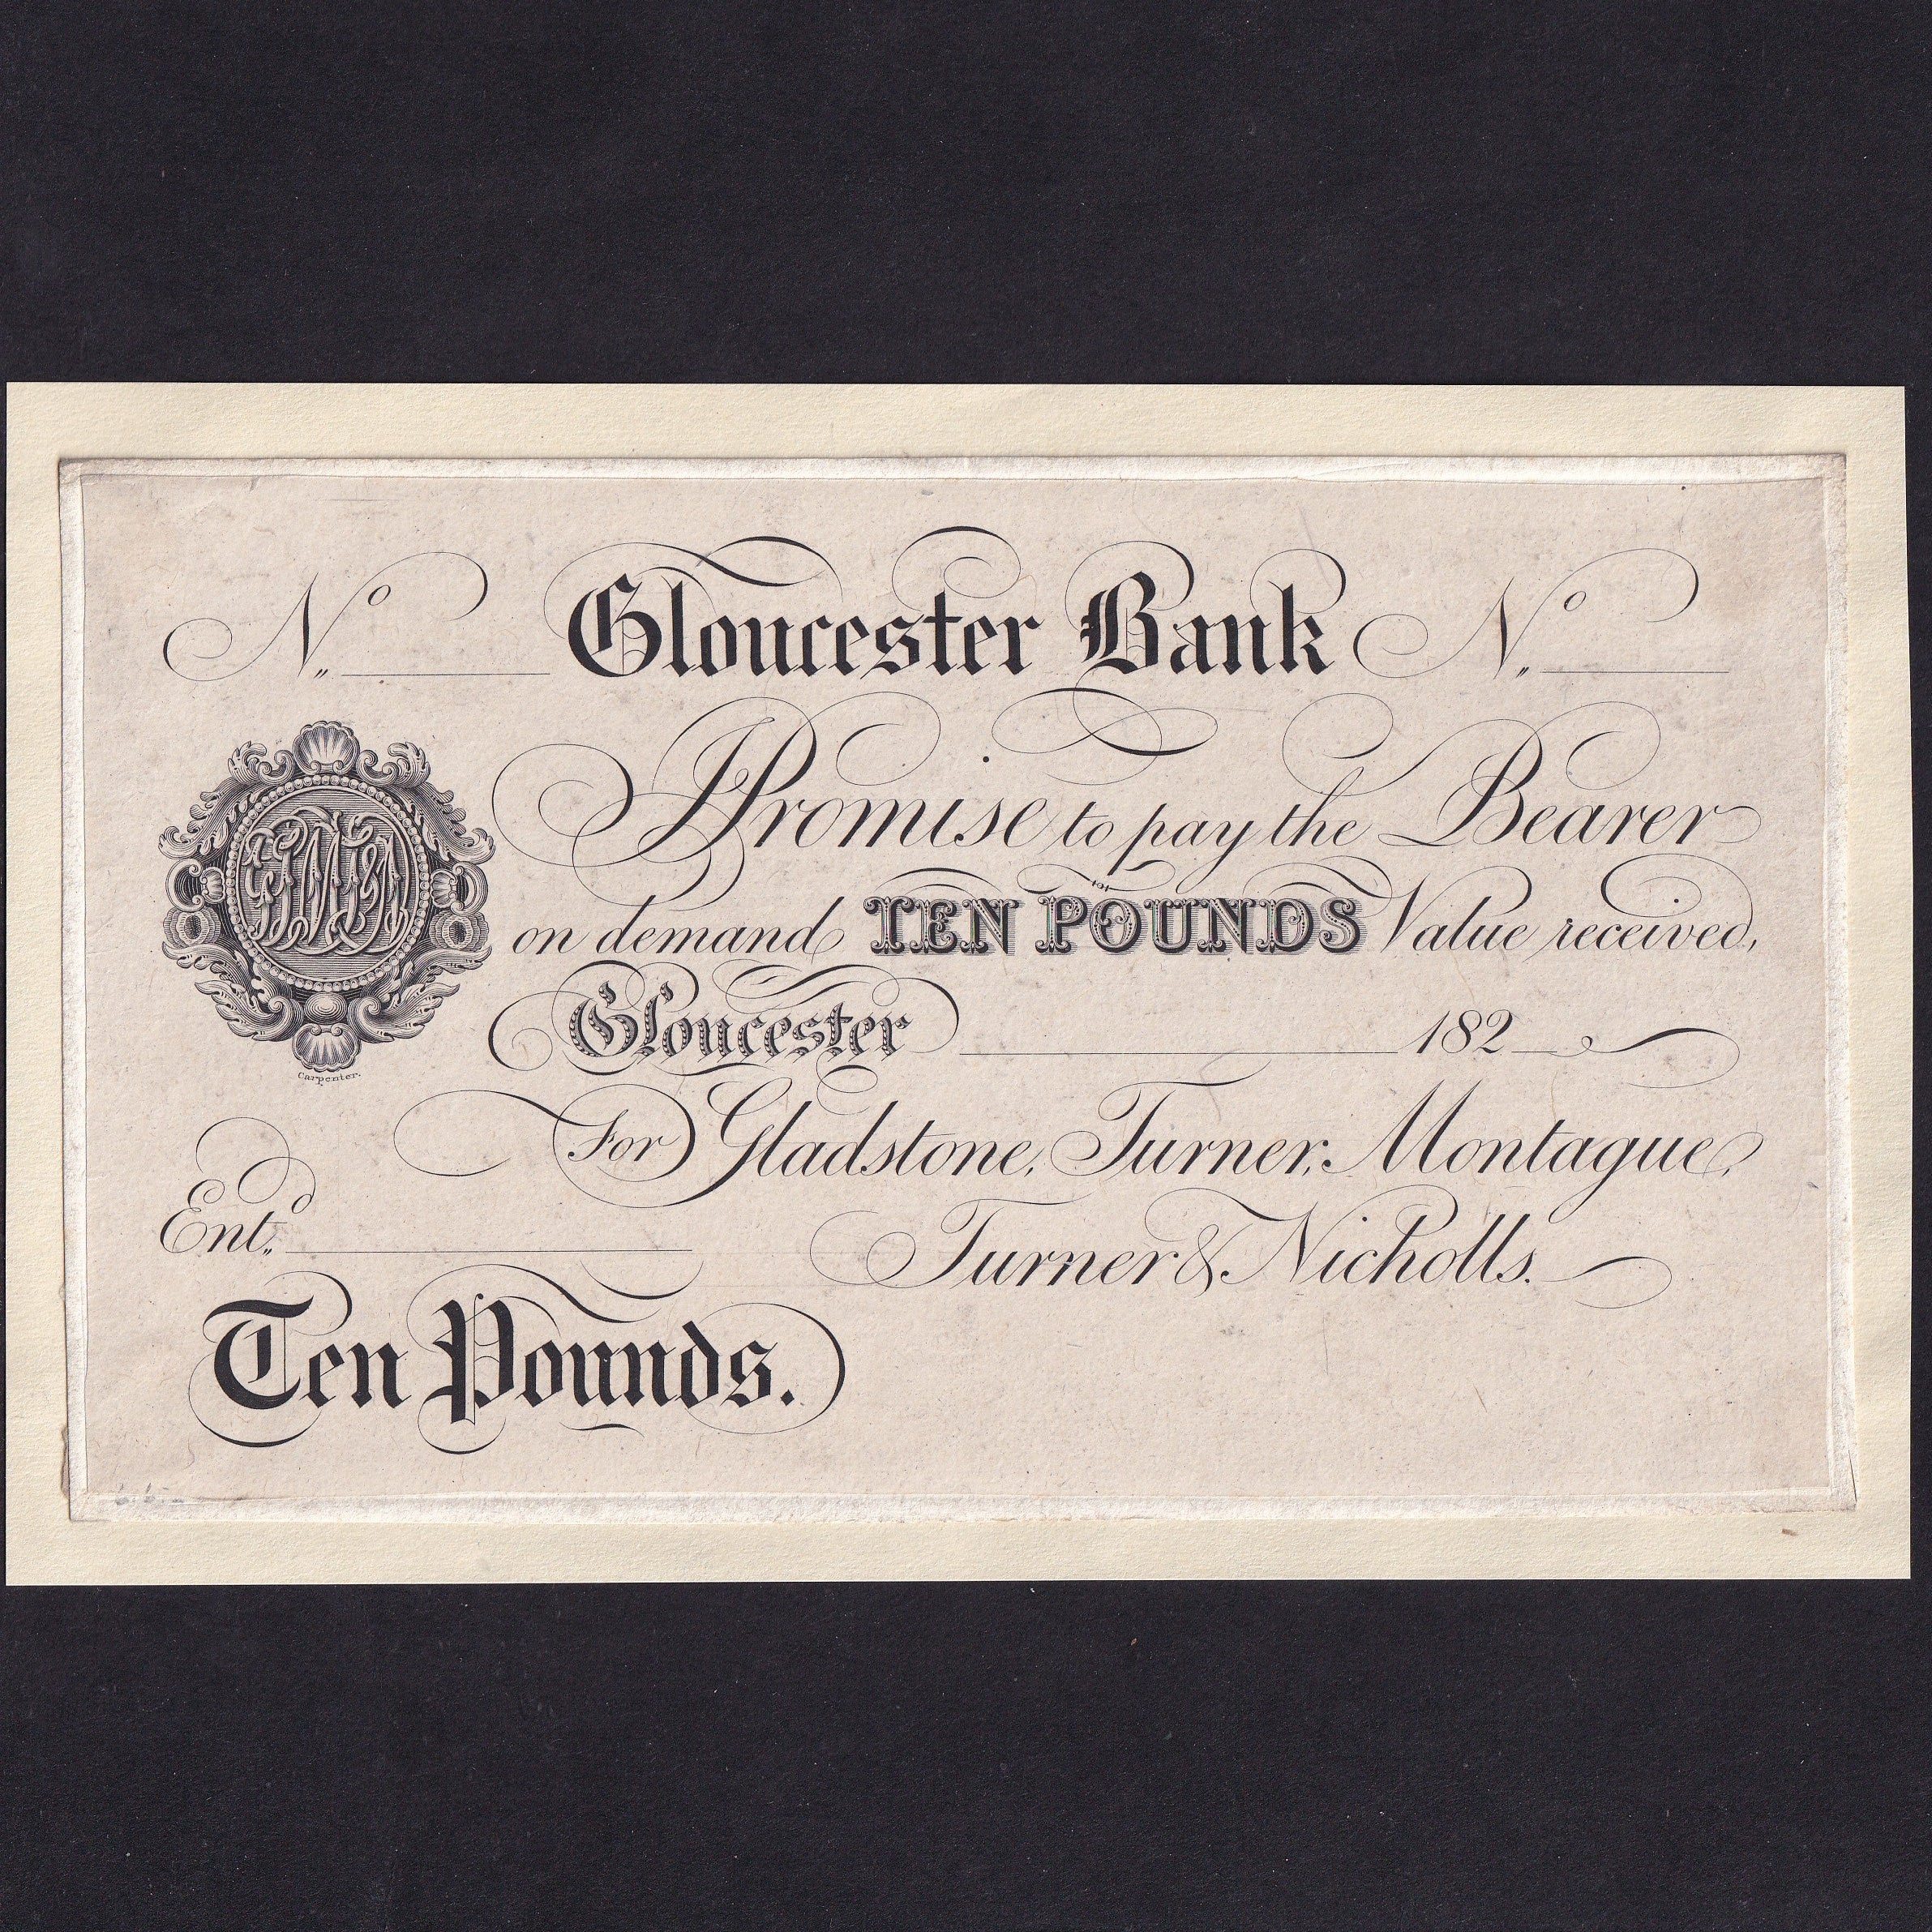 No. Gloucester Bank No.
I Promise to pay the Bearer
on demand TEN POUNDS Value received,
Gloucester 182
For Gladstone, Turner, Montague,
Turner & Nicholls.
Entd.
Ten Pounds.
Carpenter.